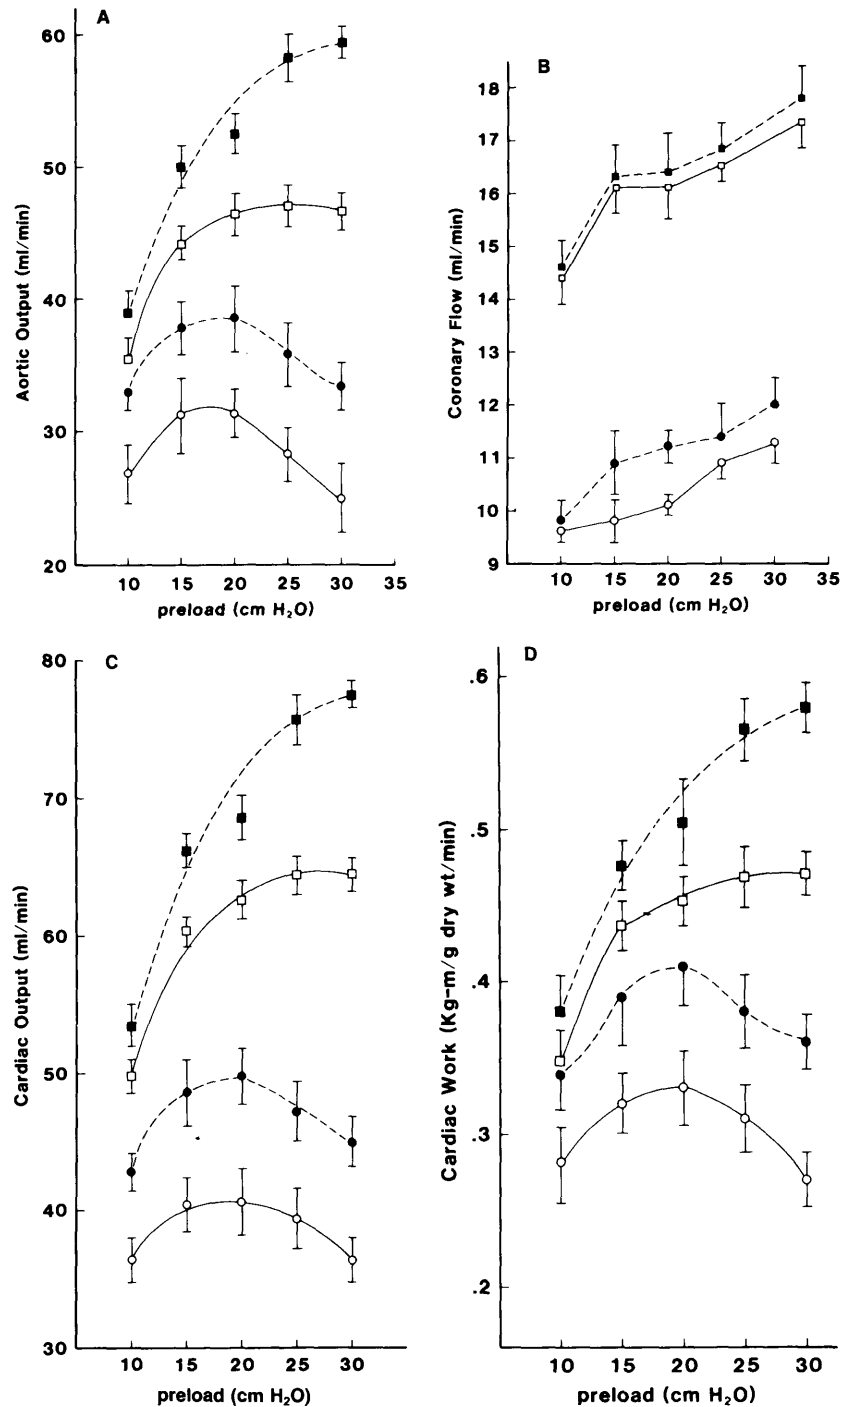 A
60
50
40
30
20
Aortic Output (ml/min)
10 15 20 25 30 35
preload (cm H₂O)
B
18
17
16
15
14
13
12
11
10
9
Coronary Flow (ml/min)
10 15 20 25 30 35
preload (cm H₂O)
C
80
70
60
50
40
30
Cardiac Output (ml/min)
10 15 20 25 30
preload (cm H₂O)
D
.6
.5
.4
.3
.2
Cardiac Work (Kg-m/g dry wt/min)
10 15 20 25 30
preload (cm H₂O)